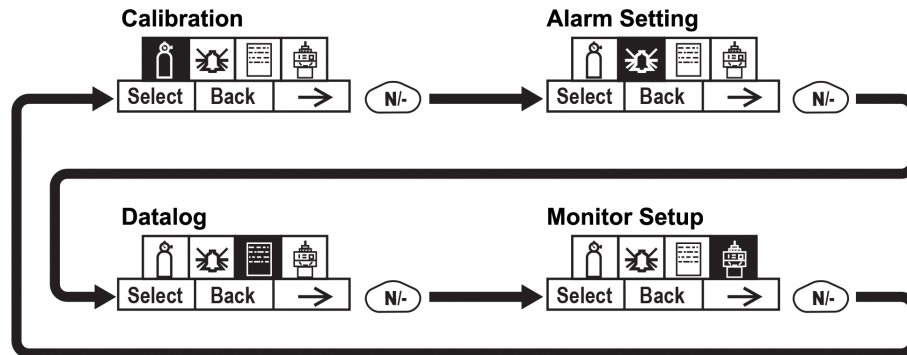 Calibration
Select Back →
N/-
Alarm Setting
Select Back →
N/-
Datalog
Select Back →
N/-
Monitor Setup
Select Back →
N/-